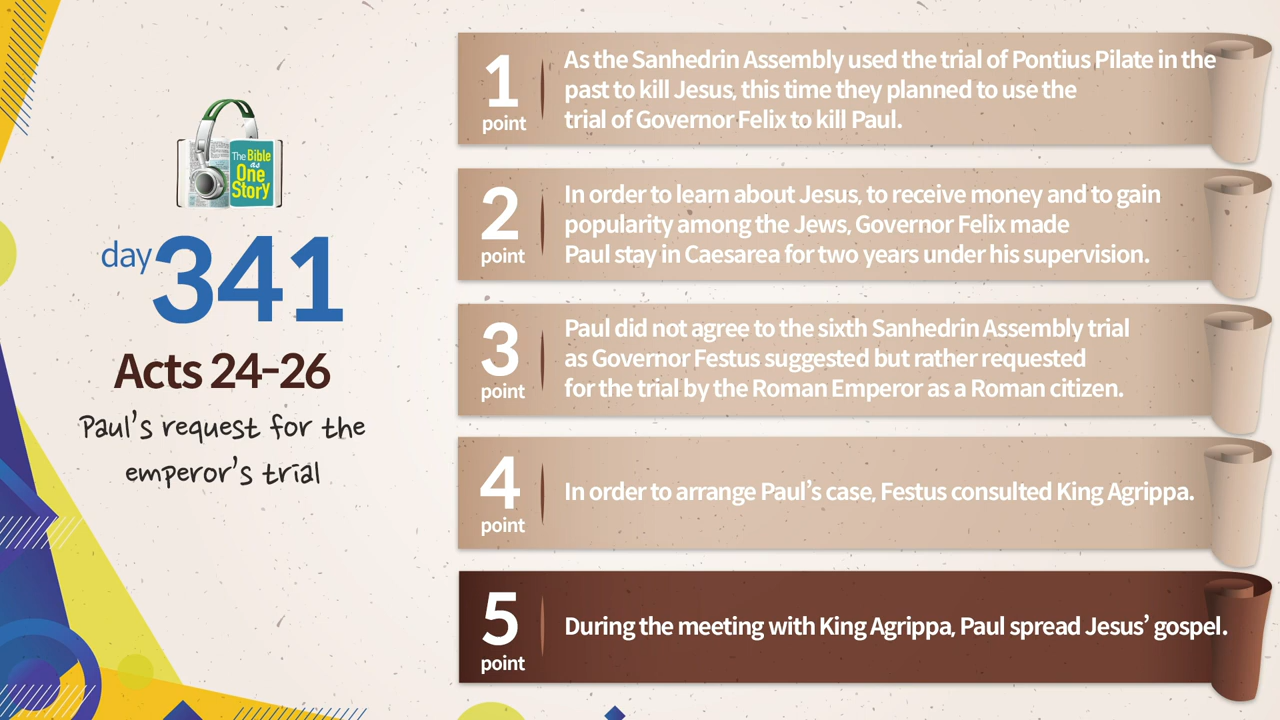 The Bible
as
One
Story
day 341
Acts 24-26
Paul's request for the
emperor's trial
1
point
As the Sanhedrin Assembly used the trial of Pontius Pilate in the
past to kill Jesus, this time they planned to use the
trial of Governor Felix to kill Paul.
2
point
In order to learn about Jesus, to receive money and to gain
popularity among the Jews, Governor Felix made
Paul stay in Caesarea for two years under his supervision.
3
point
Paul did not agree to the sixth Sanhedrin Assembly trial
as Governor Festus suggested but rather requested
for the trial by the Roman Emperor as a Roman citizen.
4
point
In order to arrange Paul's case, Festus consulted King Agrippa.
5
point
During the meeting with King Agrippa, Paul spread Jesus' gospel.